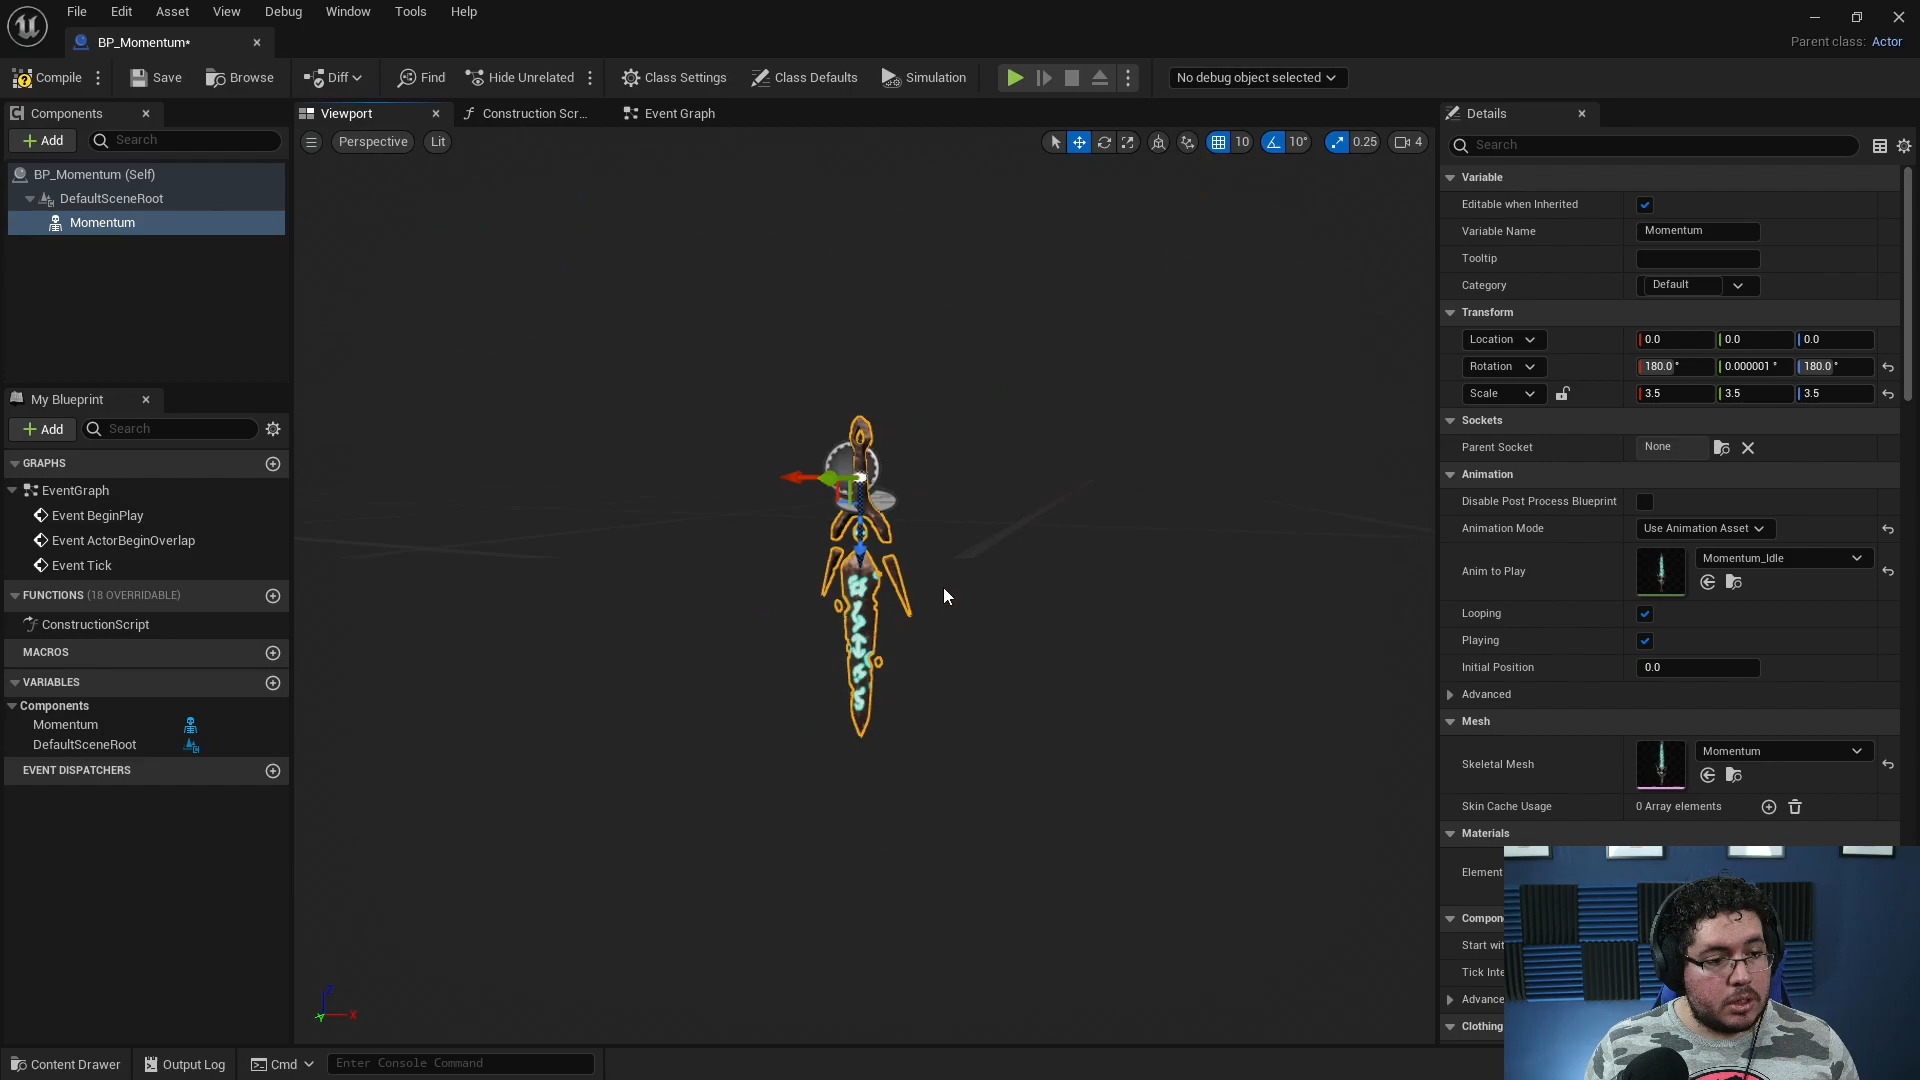 File Edit Asset View Debug Window Tools Help
BP_Momentum*
Parent class: Actor
Compile Save Browse Diff Find Hide Unrelated Class Settings Class Defaults Simulation No debug object selected
Components
Add Search
BP_Momentum (Self)
DefaultSceneRoot
Momentum
My Blueprint
Add Search
GRAPHS
EventGraph
Event BeginPlay
Event ActorBeginOverlap
Event Tick
FUNCTIONS (18 OVERRIDABLE)
ConstructionScript
MACROS
VARIABLES
Components
Momentum
DefaultSceneRoot
EVENT DISPATCHERS
Viewport Construction Scr... Event Graph
Perspective Lit 10 10° 0.25 4
Z
X
Y
Details
Search
Variable
Editable when Inherited
Variable Name Momentum
Tooltip
Category Default
Transform
Location 0.0 0.0 0.0
Rotation 180.0 ° 0.000001 ° 180.0 °
Scale 3.5 3.5 3.5
Sockets
Parent Socket None
Animation
Disable Post Process Blueprint
Animation Mode Use Animation Asset
Anim to Play Momentum_Idle
Looping
Playing
Initial Position 0.0
Advanced
Mesh
Skeletal Mesh Momentum
Skin Cache Usage 0 Array elements
Materials
Element
Compon
Start wit
Tick Inte
Advance
Clothing
Content Drawer Output Log Cmd Enter Console Command